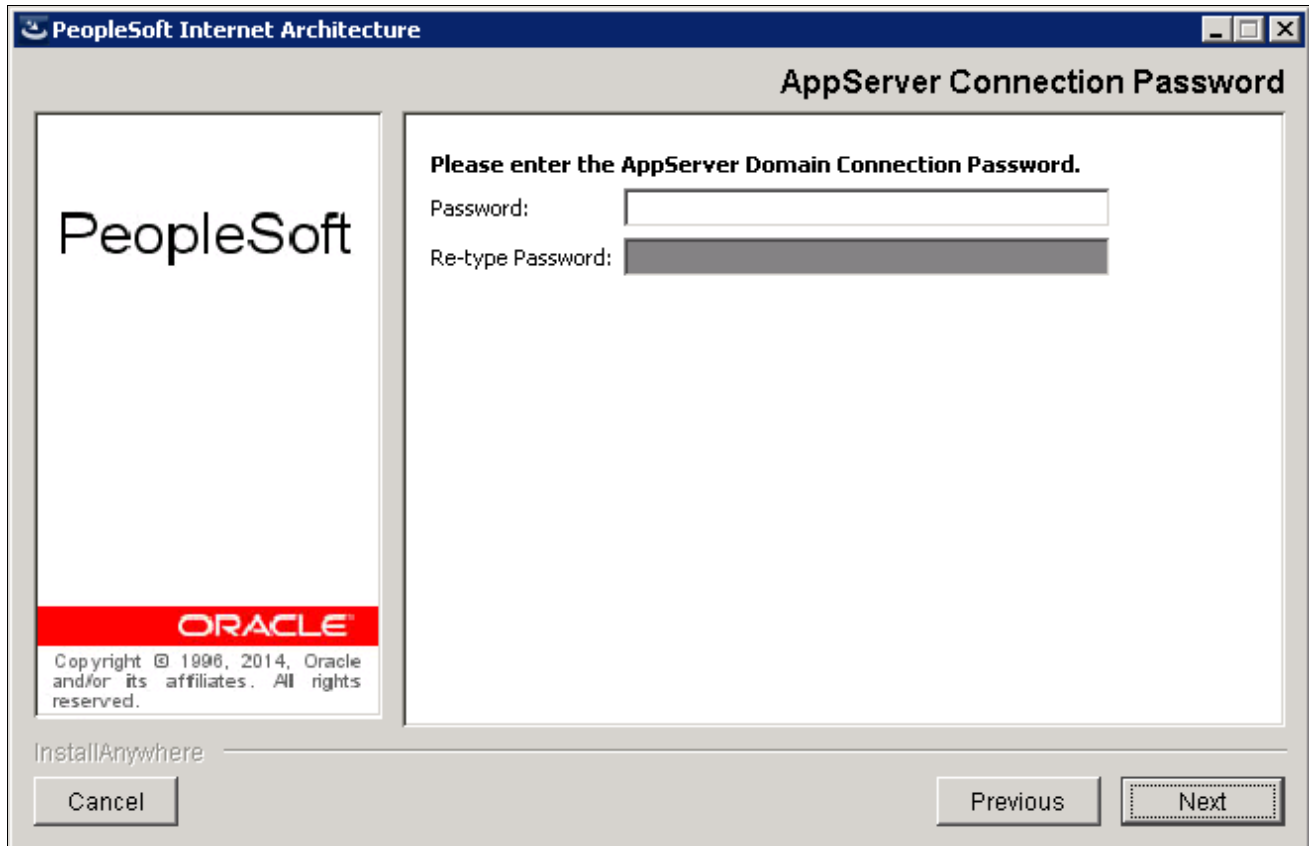 PeopleSoft Internet Architecture
AppServer Connection Password
PeopleSoft
ORACLE
Copyright © 1996, 2014, Oracle
and/or its affiliates. All rights
reserved.
Please enter the AppServer Domain Connection Password.
Password:
Re-type Password:
InstallAnywhere
Cancel
Previous
Next